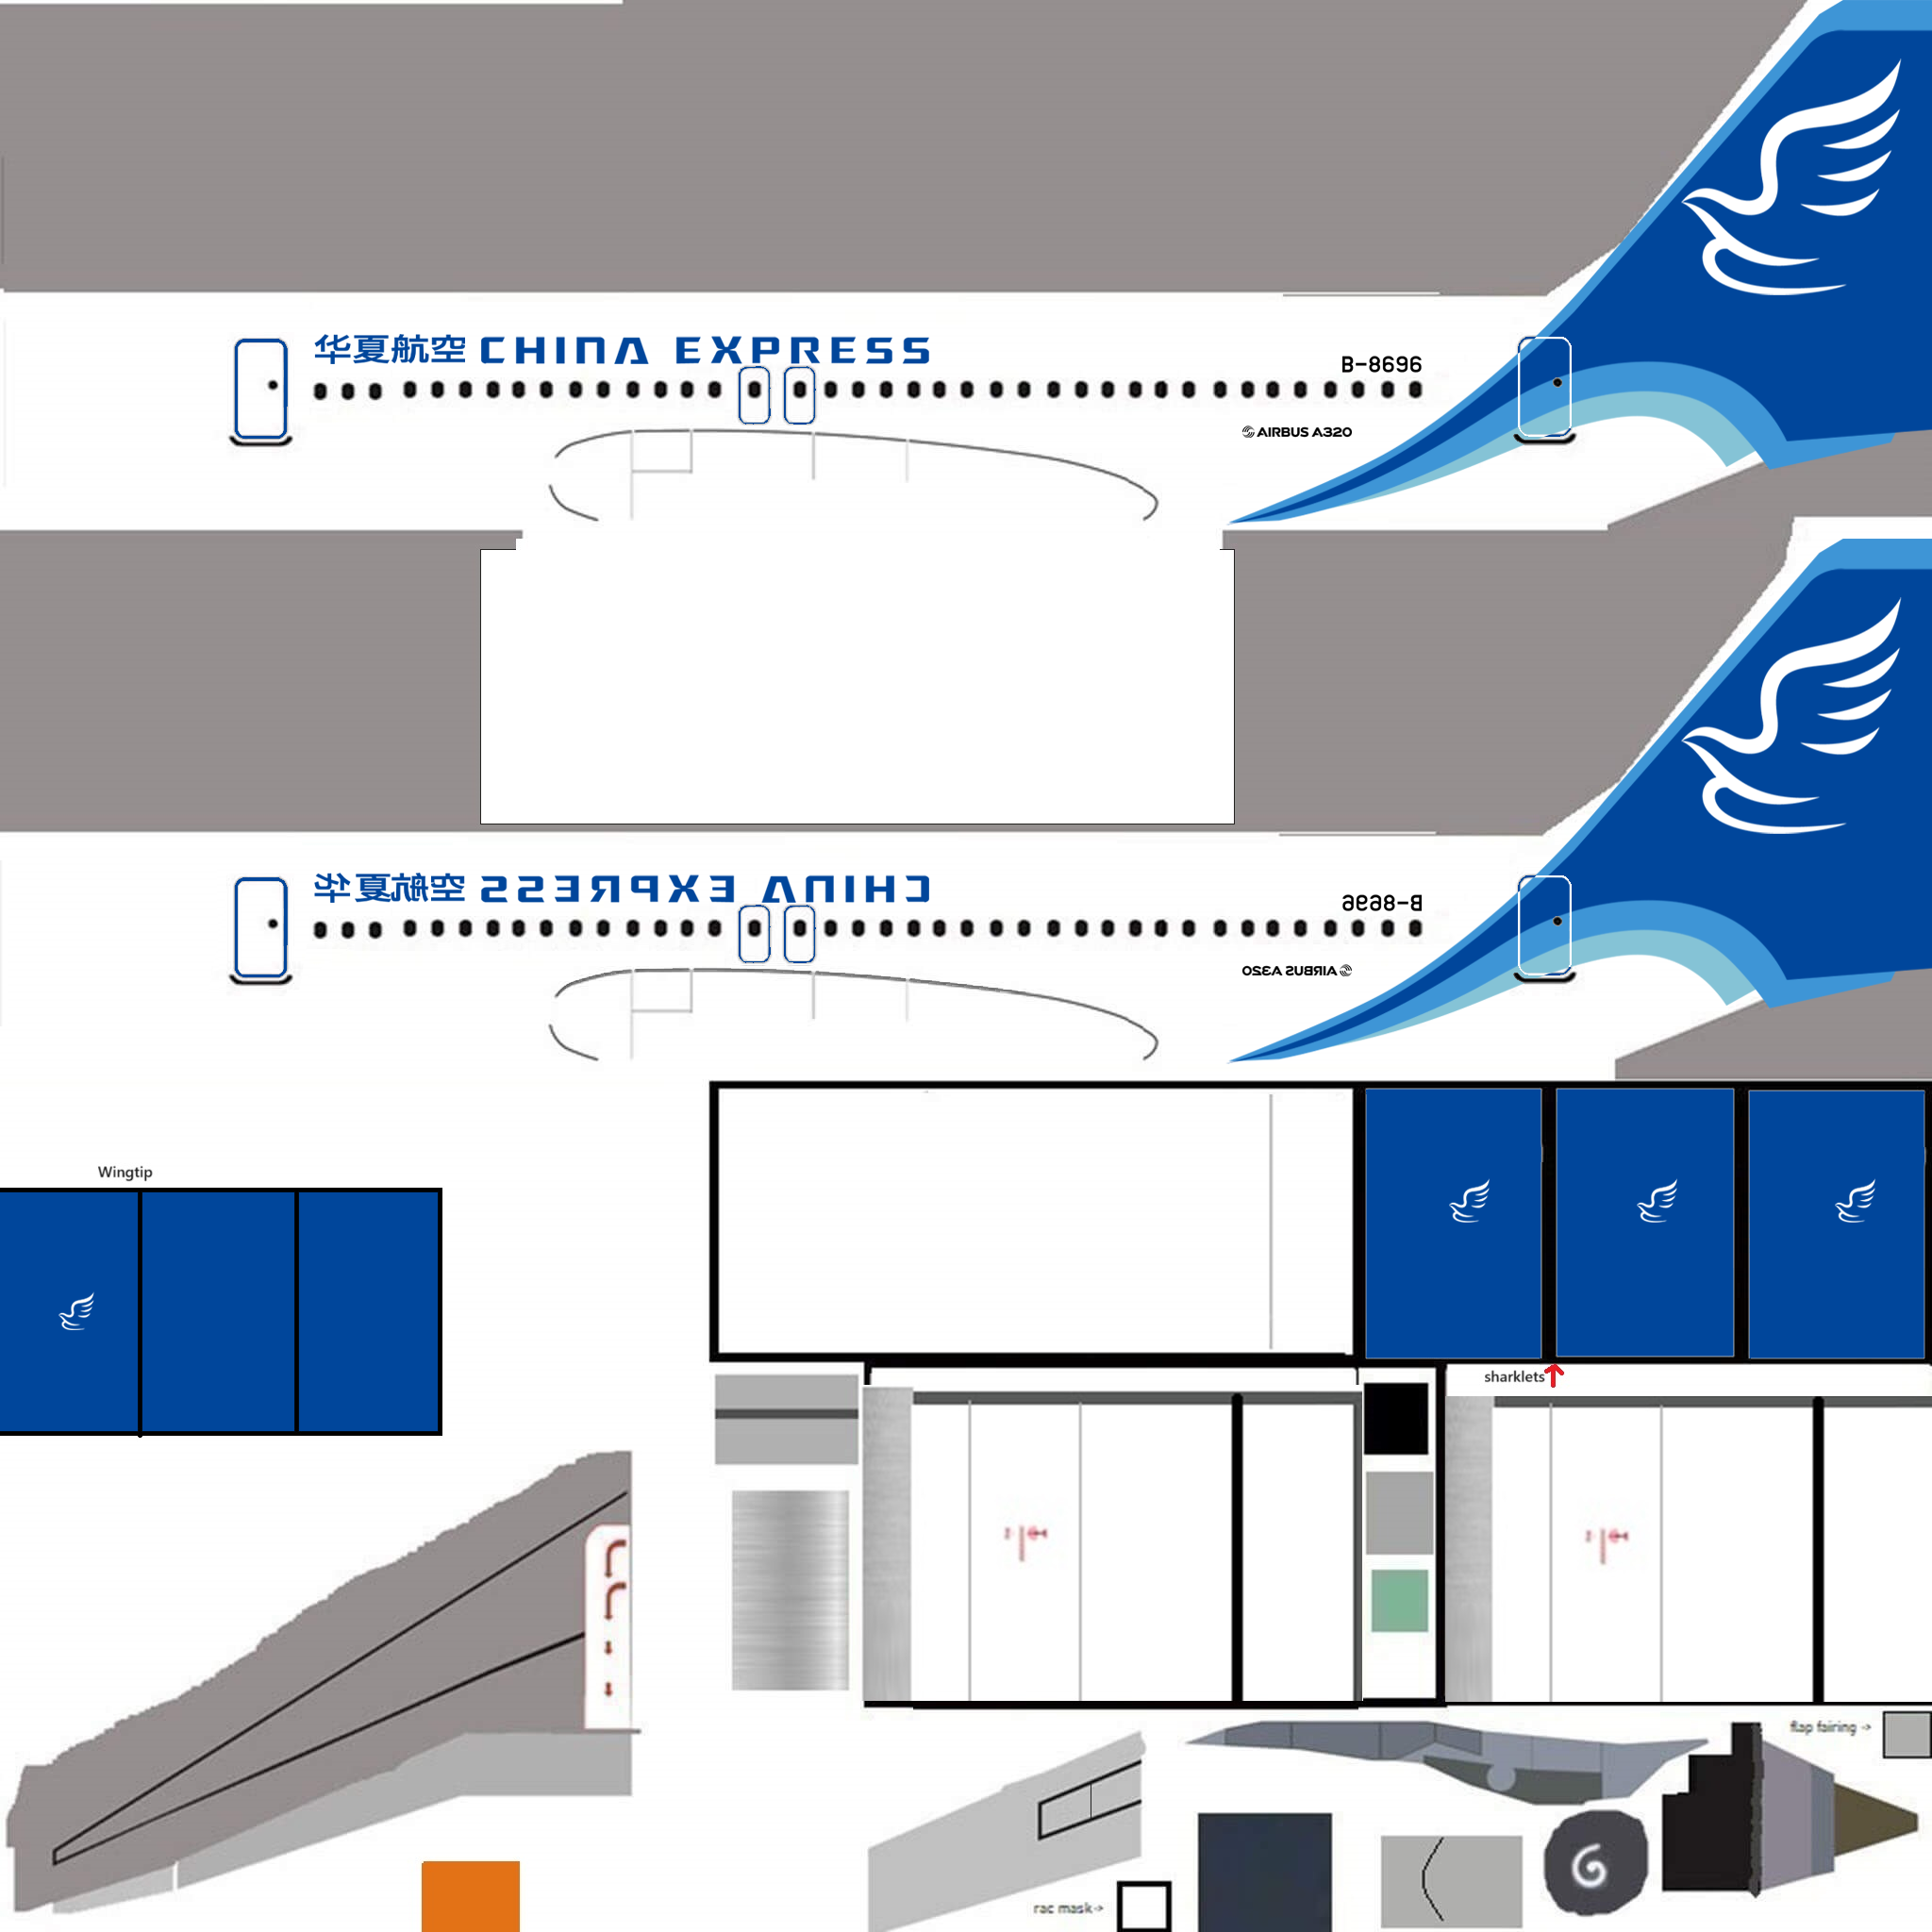 华夏航空 CHINA EXPRESS
B-8696
AIRBUS A320
华夏航空 CHINA EXPRESS
B-8696
AIRBUS A320
Wingtip
sharklets
flap fairing ->
rac mask->